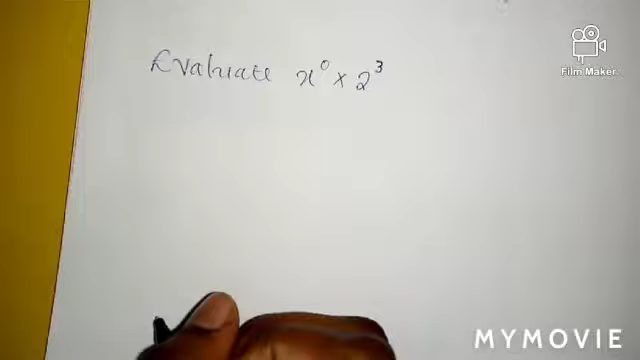 Evaluate x⁰ × 2³
Film Maker
MYMOVIE